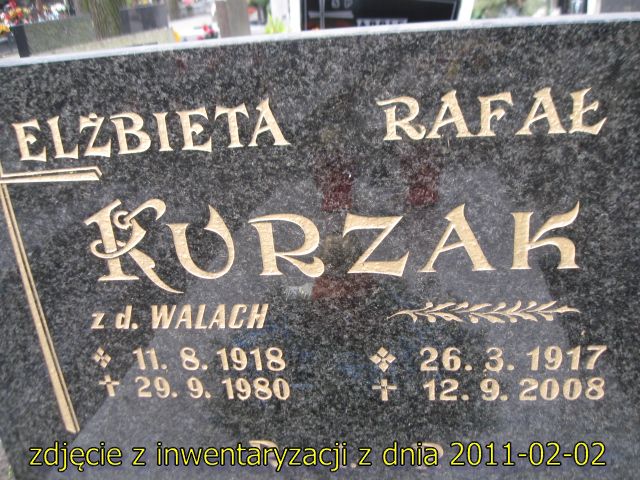 ELŻBIETA RAFAŁ
KURZAK
z d. WALACH
11. 8. 1918 26. 3. 1917
✝ 29. 9. 1980 ✝ 12. 9. 2008
zdjęcie z inwentaryzacji z dnia 2011-02-02